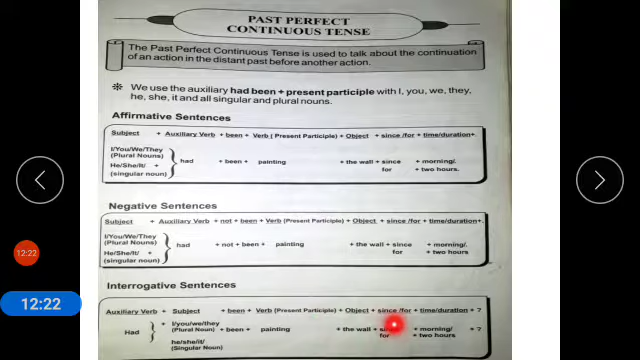 PAST PERFECT
CONTINUOUS TENSE
The Past Perfect Continuous Tense is used to talk about the continuation
of an action in the distant past before another action.
We use the auxiliary had been + present participle with I, you, we, they,
he, she, it and all singular and plural nouns.
Affirmative Sentences
Subject + Auxiliary Verb + been + Verb ( Present Participle) + Object + since /for + time/duration+.
I/You/We/They
(Plural Nouns)
had + been + painting + the wall + since + morning/.
He/She/It/ +
(singular noun) for + two hours.
Negative Sentences
Subject + Auxiliary Verb + not + been + Verb (Present Participle) + Object + since /for + time/duration +.
I/You/We/They
(Plural Nouns) had + not + been + painting + the wall + since + morning/
He/She/It/ + for + two hours
(singular noun)
12:22
12:22
Interrogative Sentences
Auxiliary Verb + Subject + been + Verb (Present Participle) + Object + since /for + time/duration + ?
+ I/you/we/they
Had (Plural Noun) + been + painting + the wall + since + morning/ + ?
for + two hours
he/she/it/
(Singular Noun)